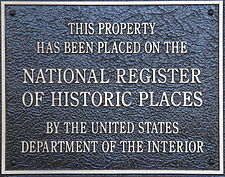 THIS PROPERTY
HAS BEEN PLACED ON THE
NATIONAL REGISTER
OF HISTORIC PLACES
BY THE UNITED STATES
DEPARTMENT OF THE INTERIOR